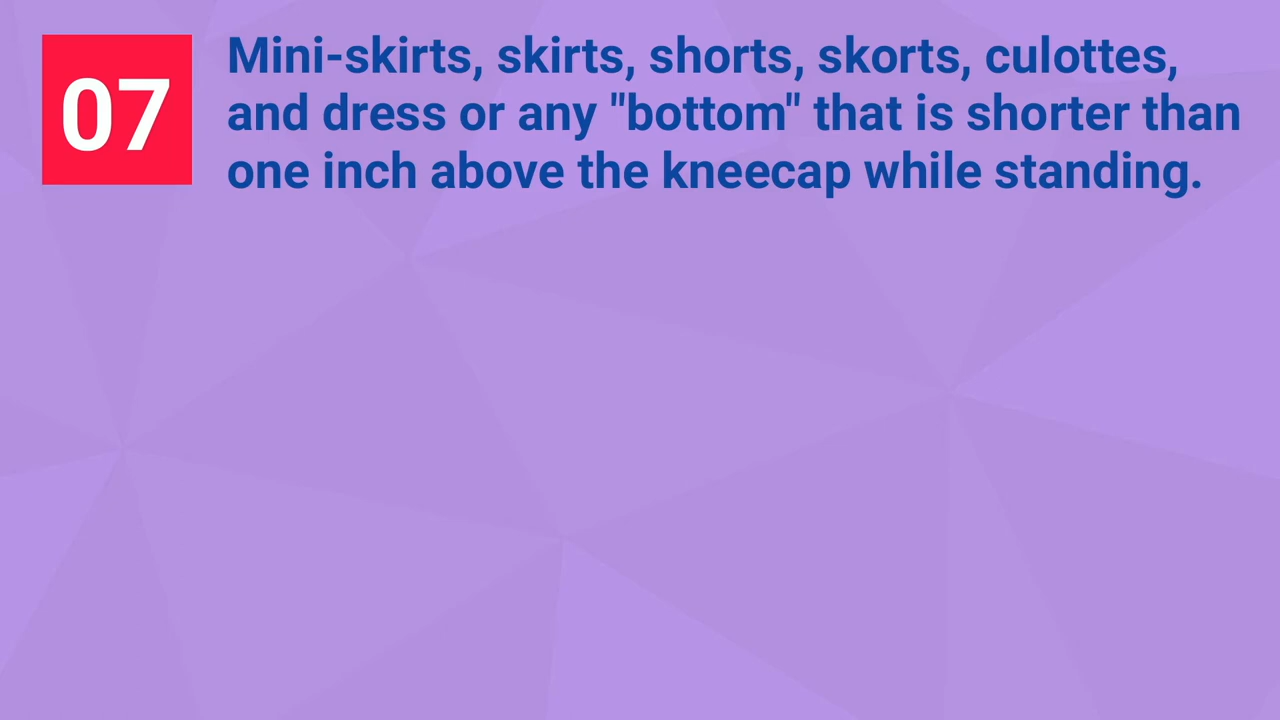 07
Mini-skirts, skirts, shorts, skorts, culottes,
and dress or any "bottom" that is shorter than
one inch above the kneecap while standing.